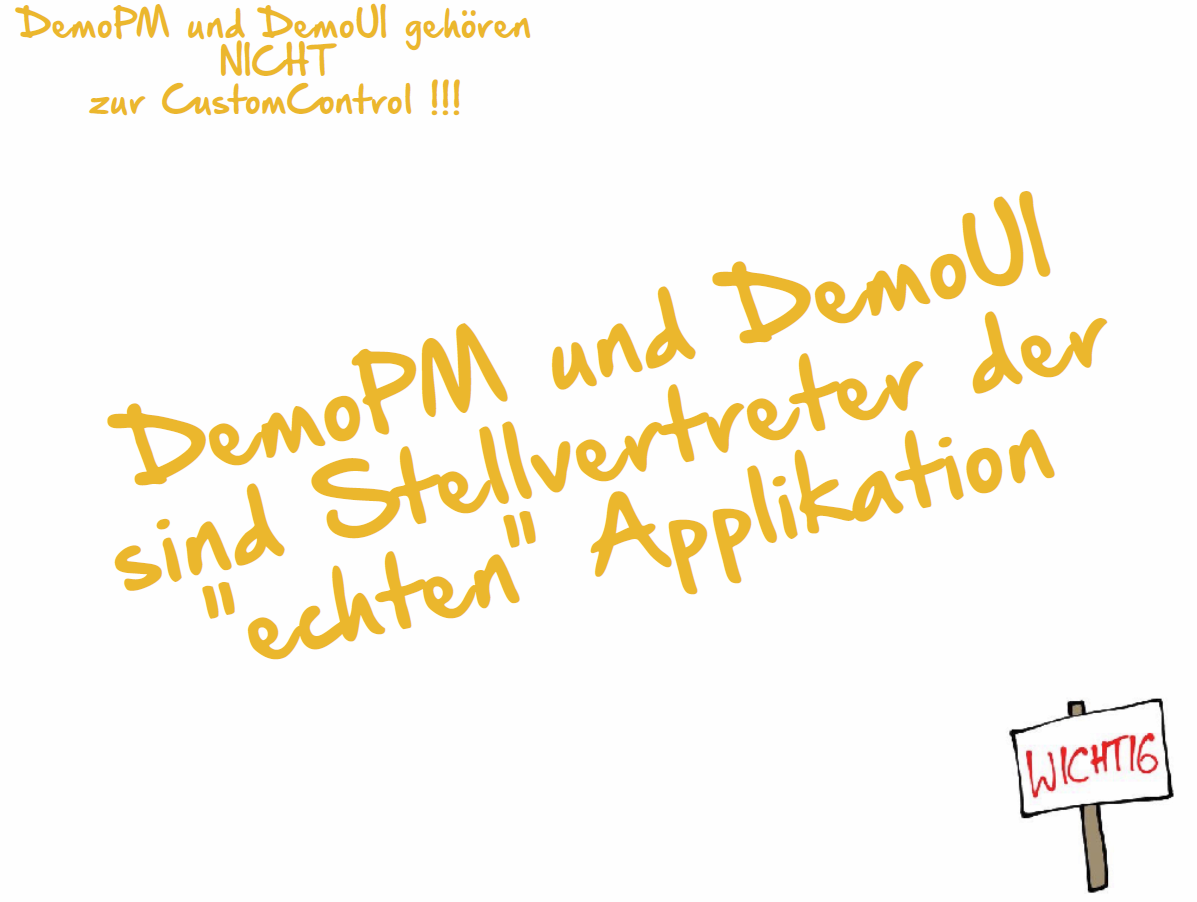 DemoPM und DemoUI gehören
NICHT
zur CustomControl !!!
DemoPM und DemoUI
sind Stellvertreter der
"echten" Applikation
WICHTIG